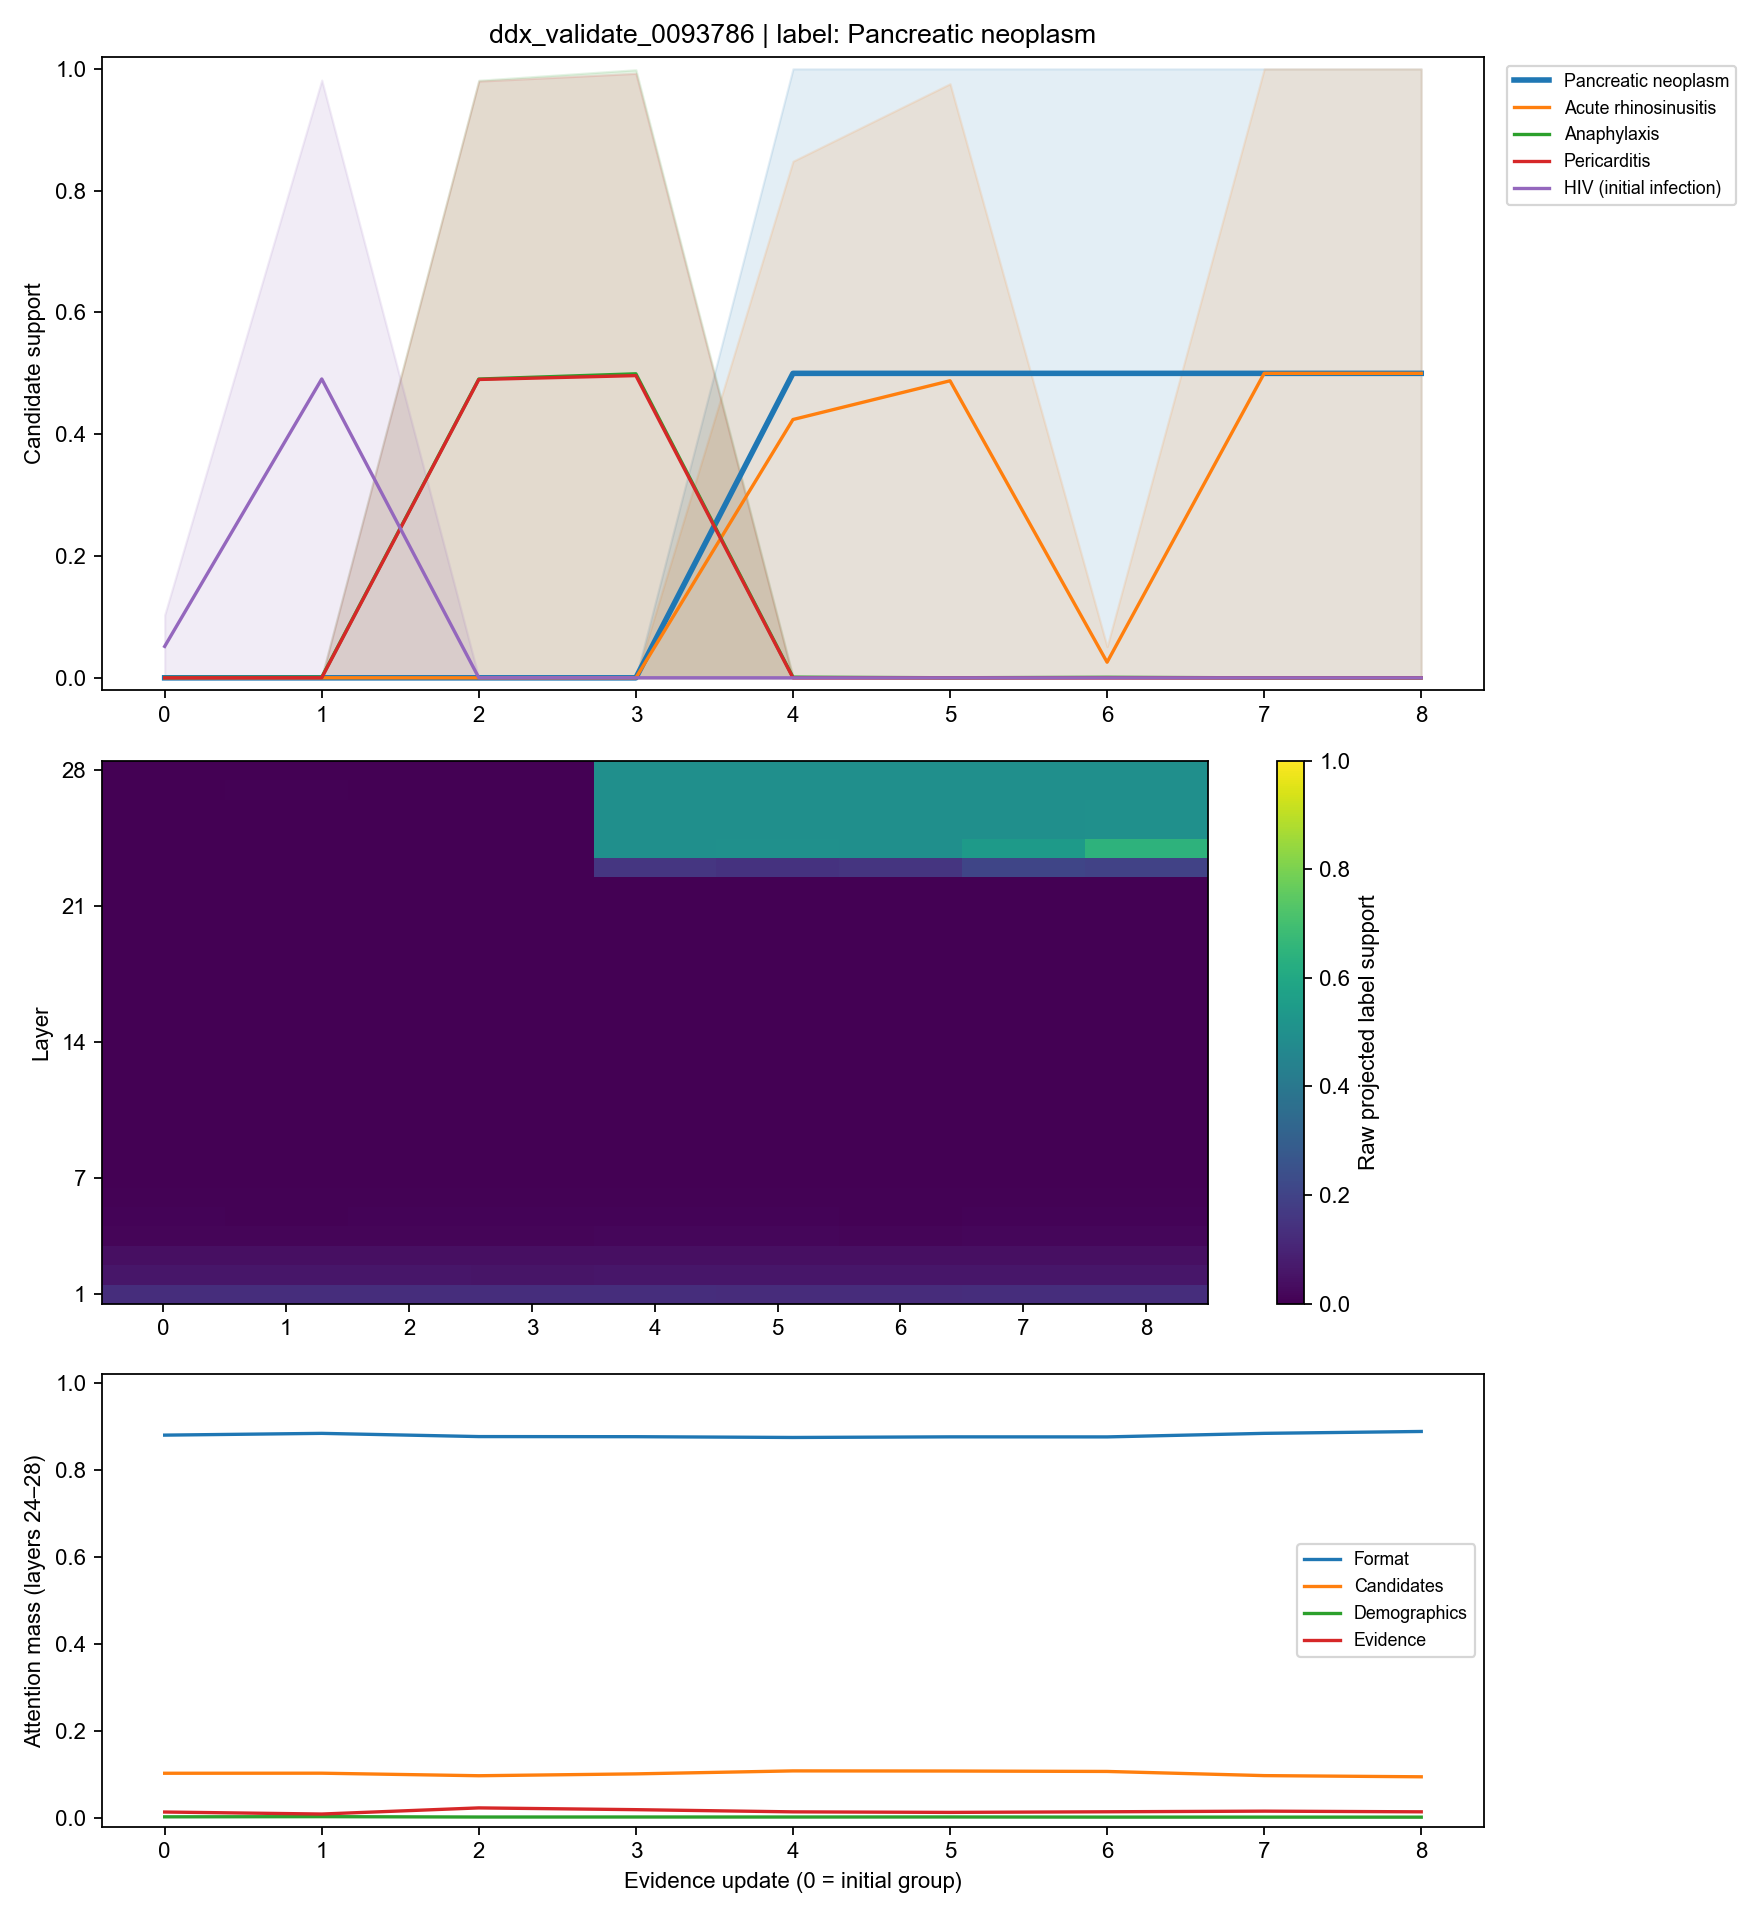 ddx_validate_0093786 | label: Pancreatic neoplasm
Candidate support
1.0
0.8
0.6
0.4
0.2
0.0
0 1 2 3 4 5 6 7 8
Pancreatic neoplasm
Acute rhinosinusitis
Anaphylaxis
Pericarditis
HIV (initial infection)
Layer
28
21
14
7
1
0 1 2 3 4 5 6 7 8
1.0
0.8
0.6
0.4
0.2
0.0
Raw projected label support
Attention mass (layers 24–28)
1.0
0.8
0.6
0.4
0.2
0.0
Format
Candidates
Demographics
Evidence
0 1 2 3 4 5 6 7 8
Evidence update (0 = initial group)